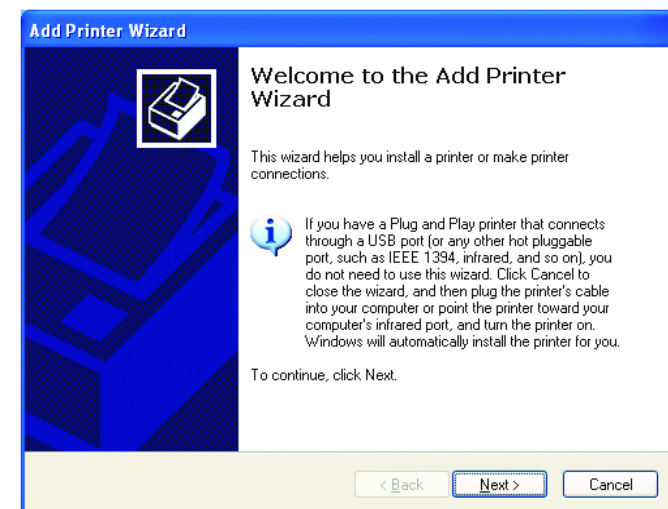 Add Printer Wizard
Welcome to the Add Printer
Wizard
This wizard helps you install a printer or make printer
connections.
If you have a Plug and Play printer that connects
through a USB port (or any other hot pluggable
port, such as IEEE 1394, infrared, and so on), you
do not need to use this wizard. Click Cancel to
close the wizard, and then plug the printer's cable
into your computer or point the printer toward your
computer's infrared port, and turn the printer on.
Windows will automatically install the printer for you.
To continue, click Next.
< Back Next > Cancel